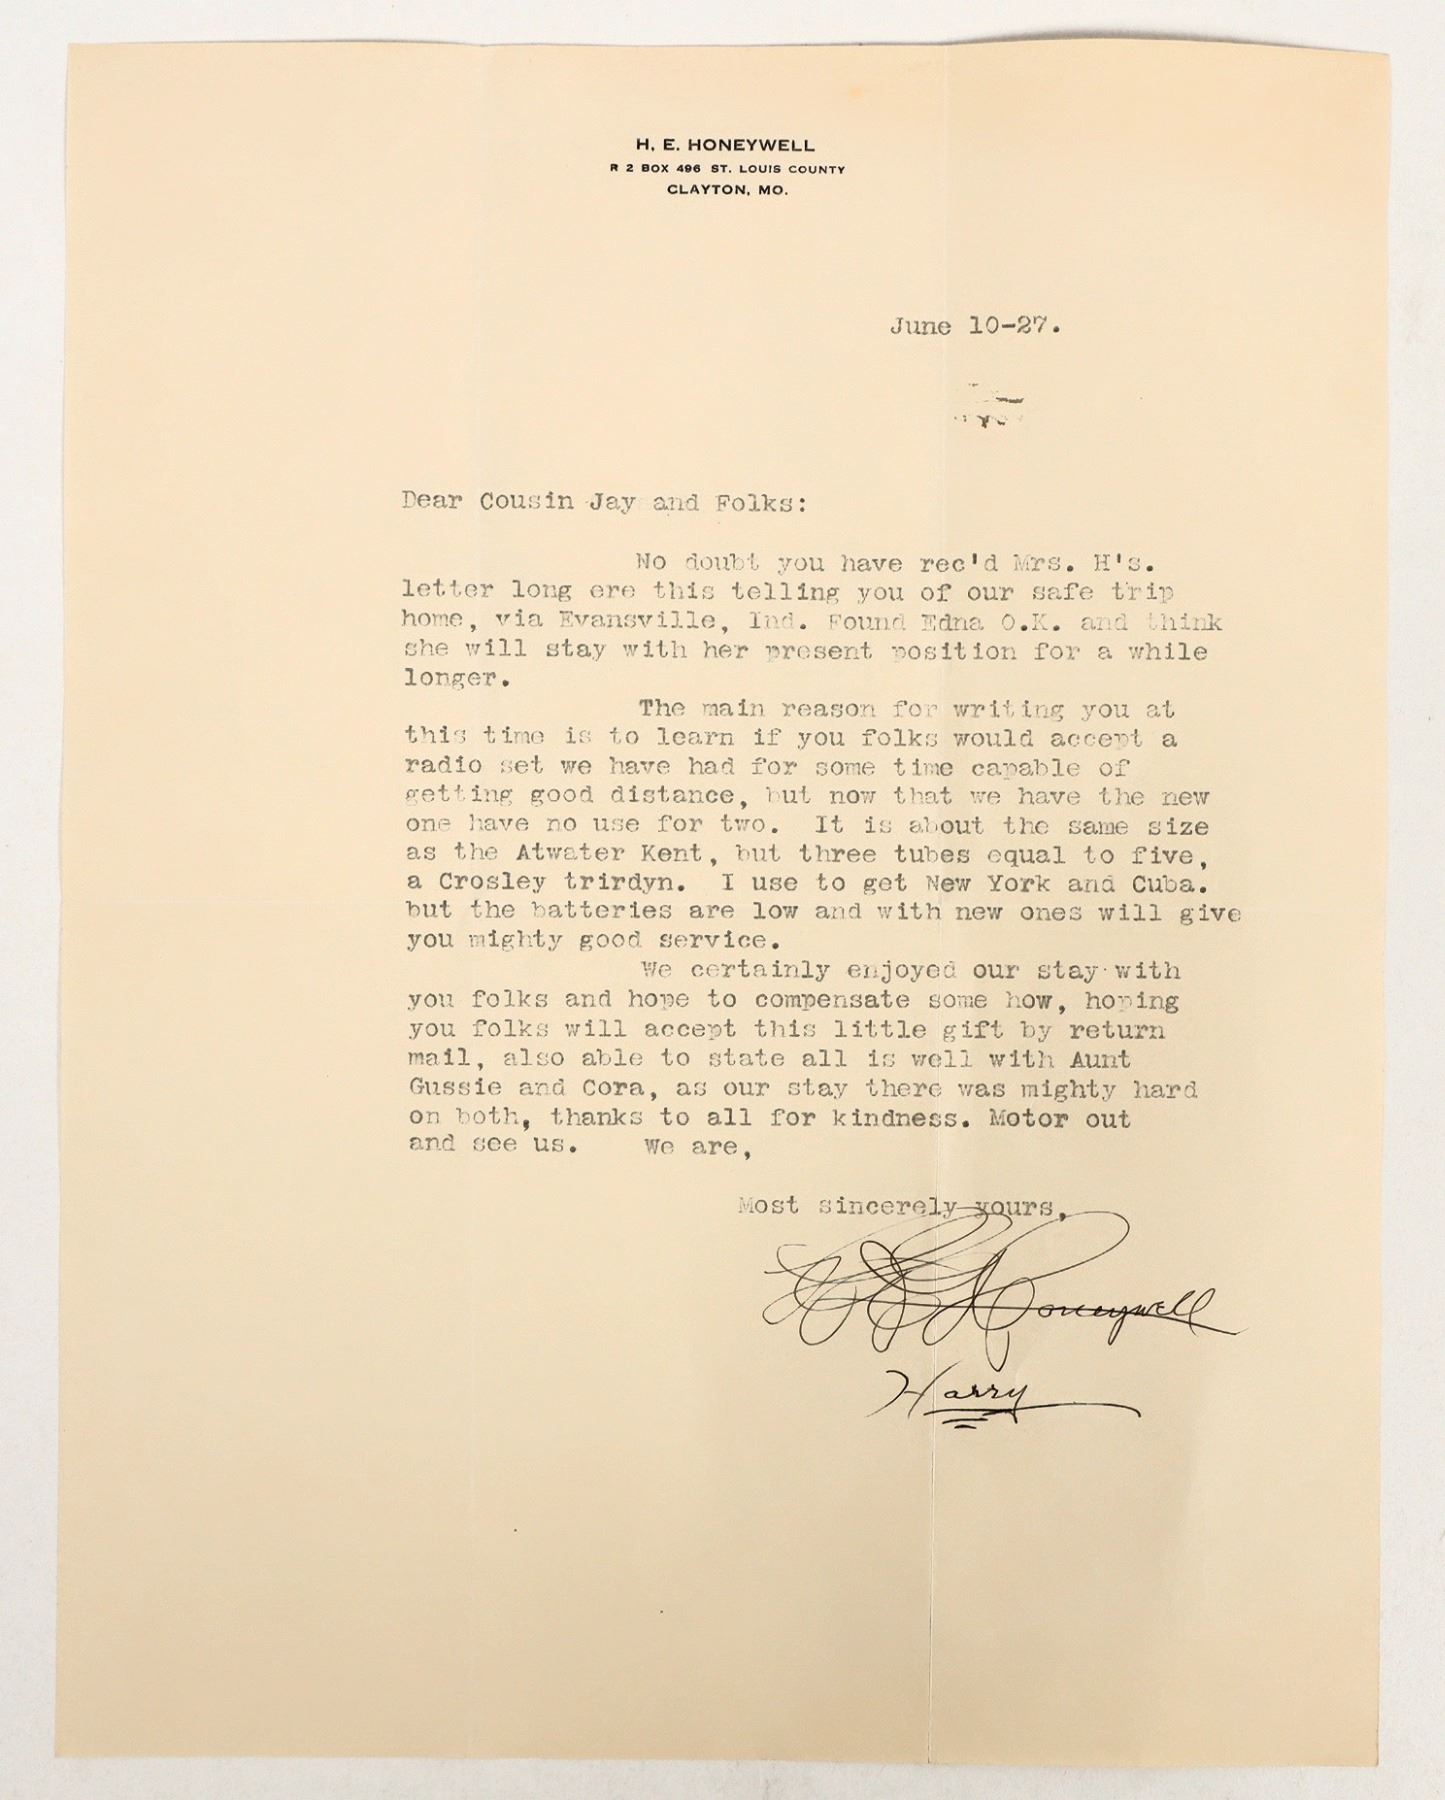 H. E. HONEYWELL
R 2 BOX 496 ST. LOUIS COUNTY
CLAYTON, MO.
June 10-27.
Dear Cousin Jay and Folks:
No doubt you have rec'd Mrs. H's.
letter long ere this telling you of our safe trip
home, via Evansville, Ind. Found Edna O.K. and think
she will stay with her present position for a while
longer.
The main reason for writing you at
this time is to learn if you folks would accept a
radio set we have had for some time capable of
getting good distance, but now that we have the new
one have no use for two. It is about the same size
as the Atwater Kent, but three tubes equal to five,
a Crosley trirdyn. I use to get New York and Cuba.
but the batteries are low and with new ones will give
you mighty good service.
We certainly enjoyed our stay with
you folks and hope to compensate some how, hoping
you folks will accept this little gift by return
mail, also able to state all is well with Aunt
Gussie and Cora, as our stay there was mighty hard
on both, thanks to all for kindness. Motor out
and see us. We are,
Most sincerely yours,
H E Honeywell
Harry